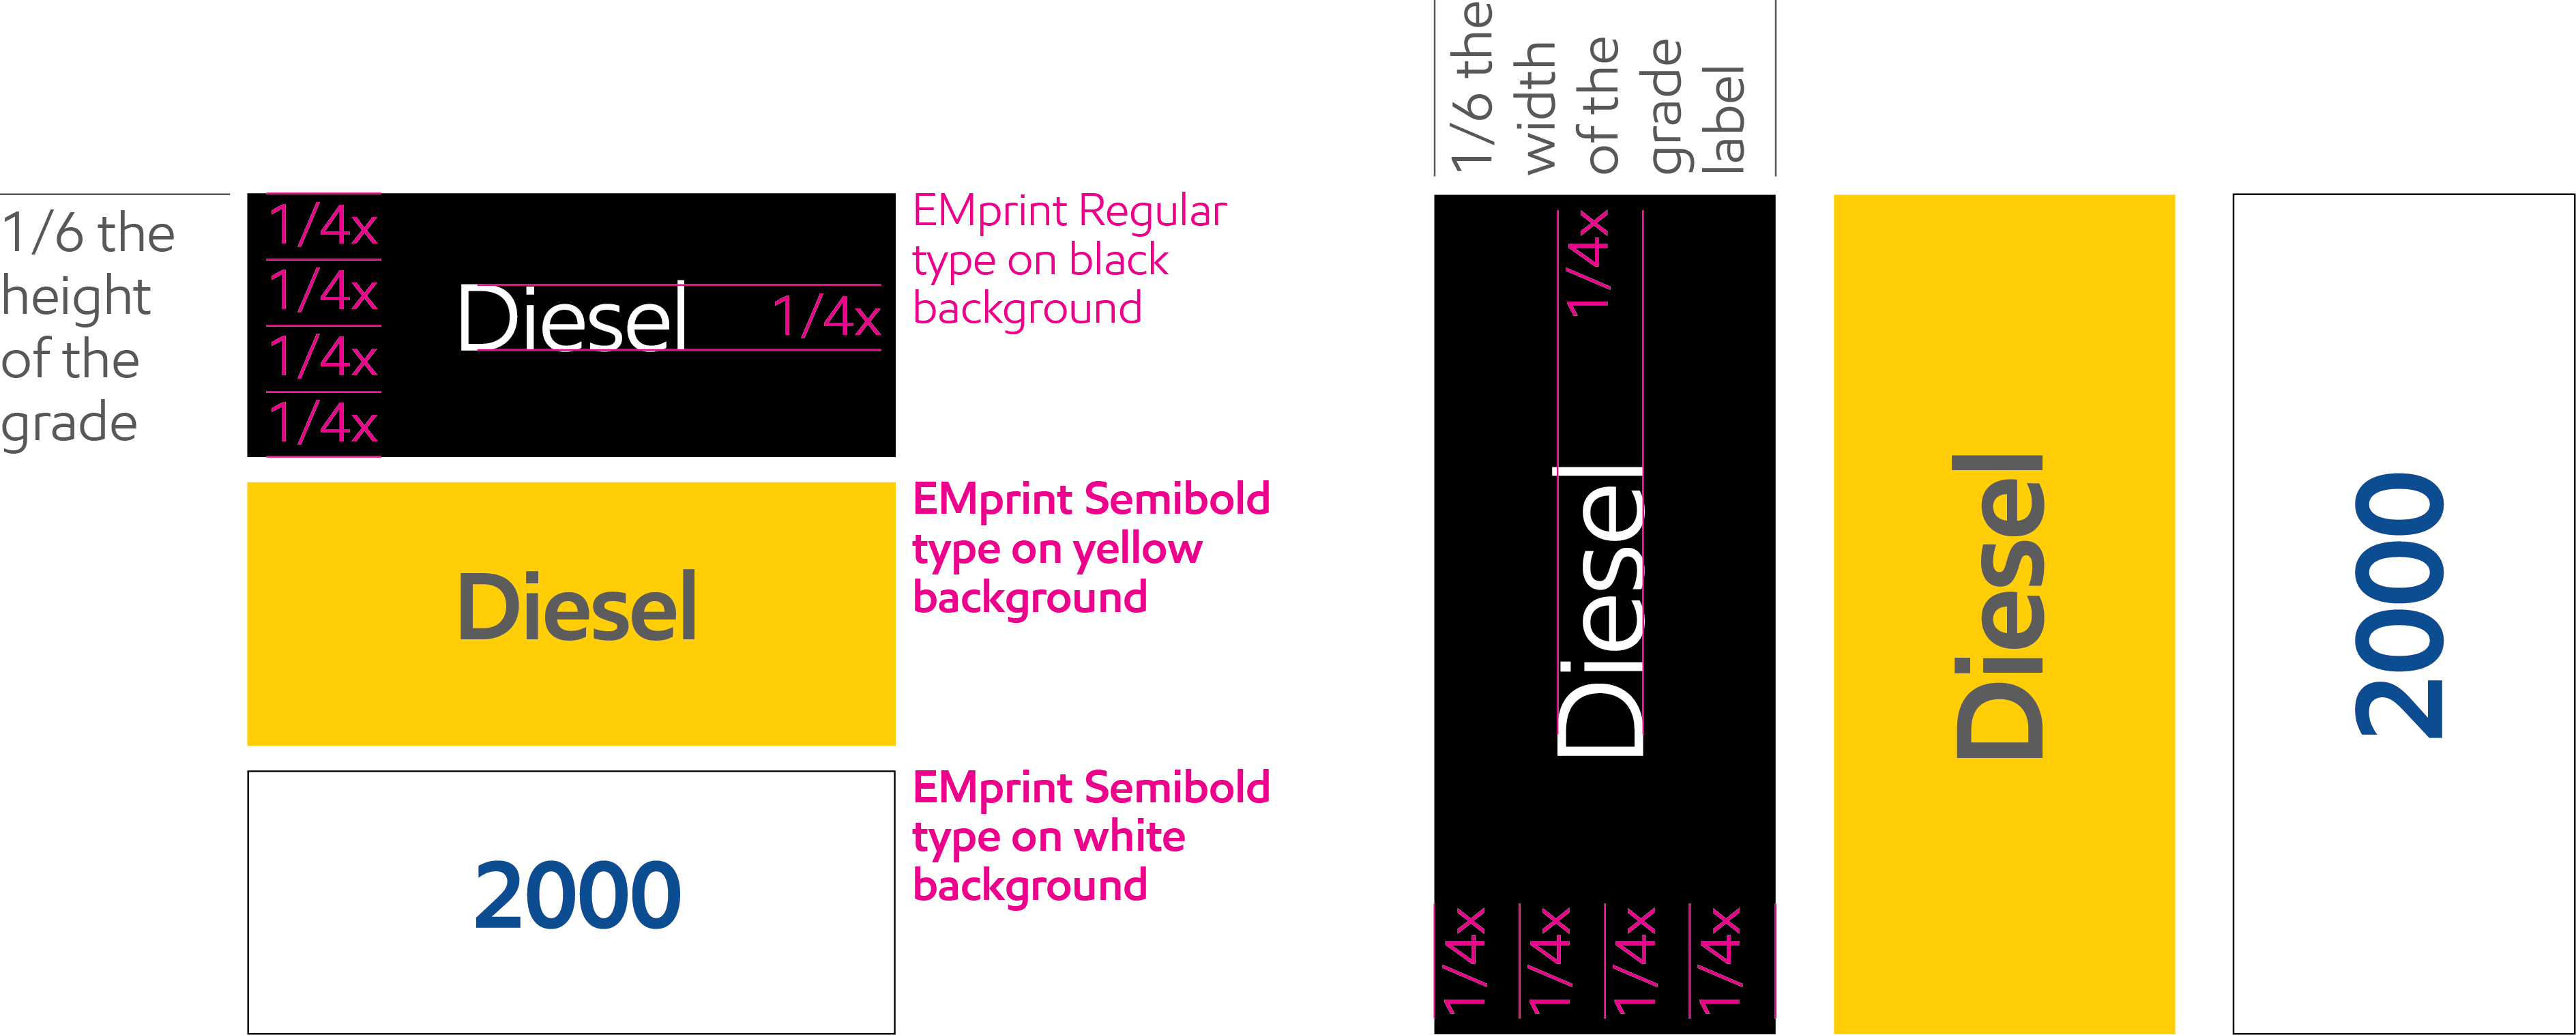 1/6 the
height
of the
grade
1/4x
1/4x
1/4x
1/4x
Diesel
1/4x
EMprint Regular
type on black
background
Diesel
EMprint Semibold
type on yellow
background
2000
EMprint Semibold
type on white
background
1/6 the
width
of the
grade
label
1/4x
Diesel
1/4x
1/4x
1/4x
1/4x
Diesel
2000